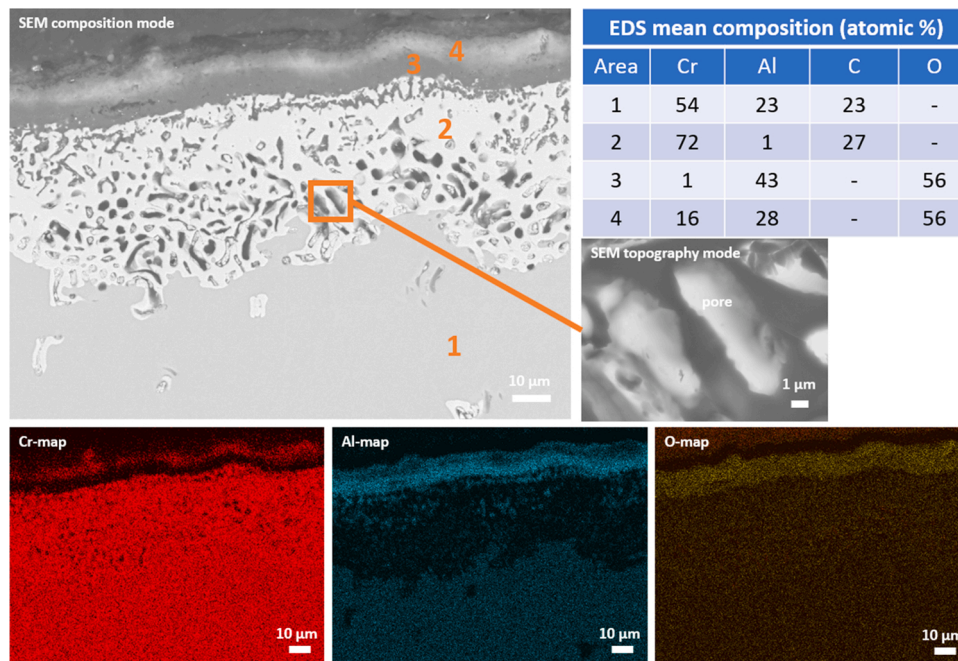 SEM composition mode
4
3
2
1
10 µm
EDS mean composition (atomic %)
Area Cr Al C O
1 54 23 23 -
2 72 1 27 -
3 1 43 - 56
4 16 28 - 56
SEM topography mode
pore
1 µm
Cr-map
10 µm
Al-map
10 µm
O-map
10 µm